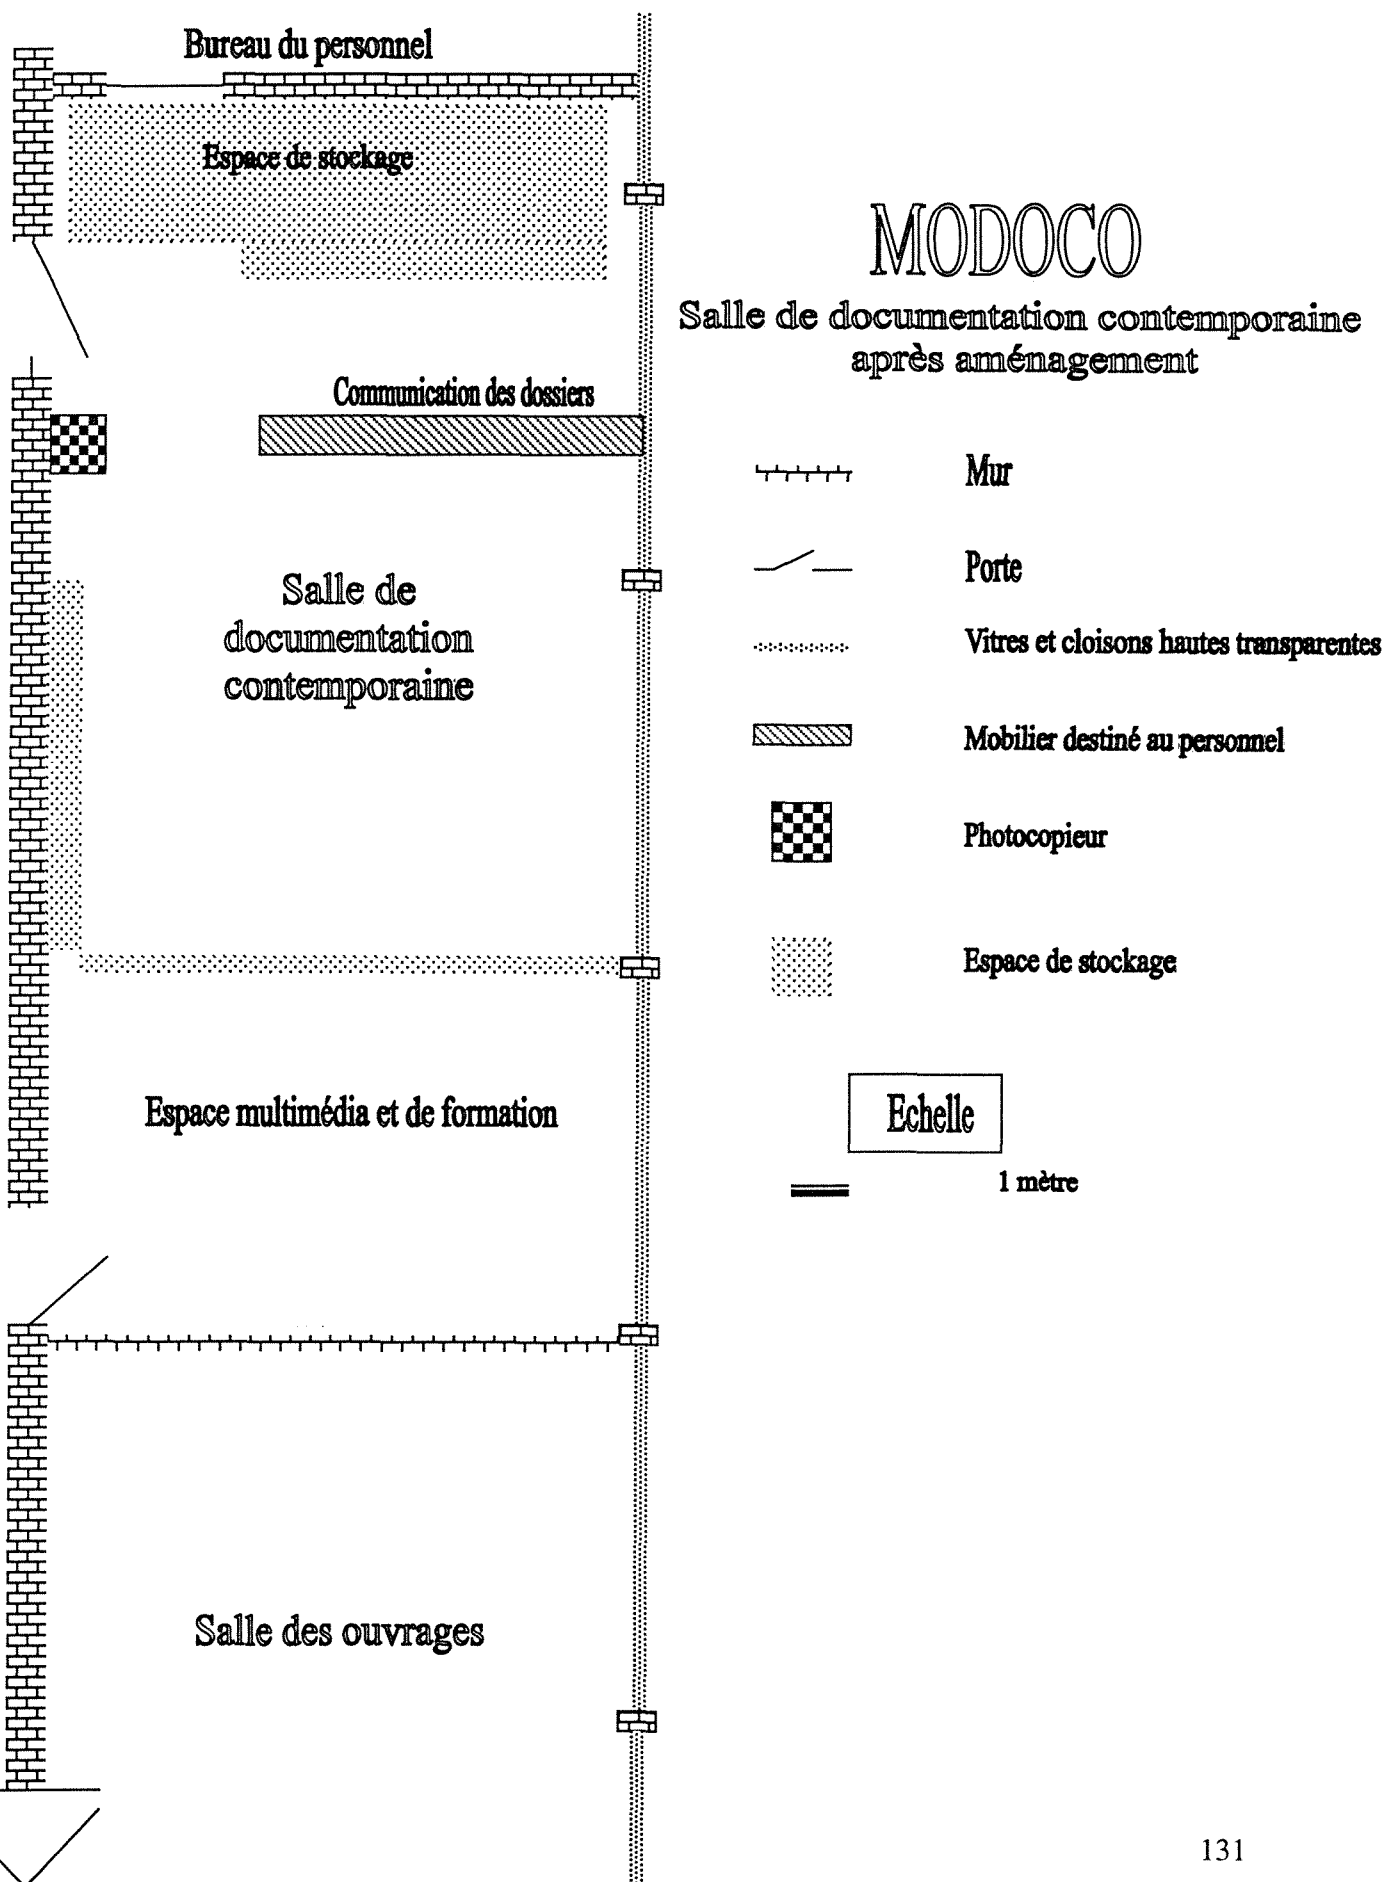 Bureau du personnel
Espace de stockage
Communication des dossiers
Salle de
documentation
contemporaine
Espace multimédia et de formation
Salle des ouvrages
MODOCO
Salle de documentation contemporaine
après aménagement
Mur
Porte
Vitres et cloisons hautes transparentes
Mobilier destiné au personnel
Photocopieur
Espace de stockage
Echelle
1 mètre
131